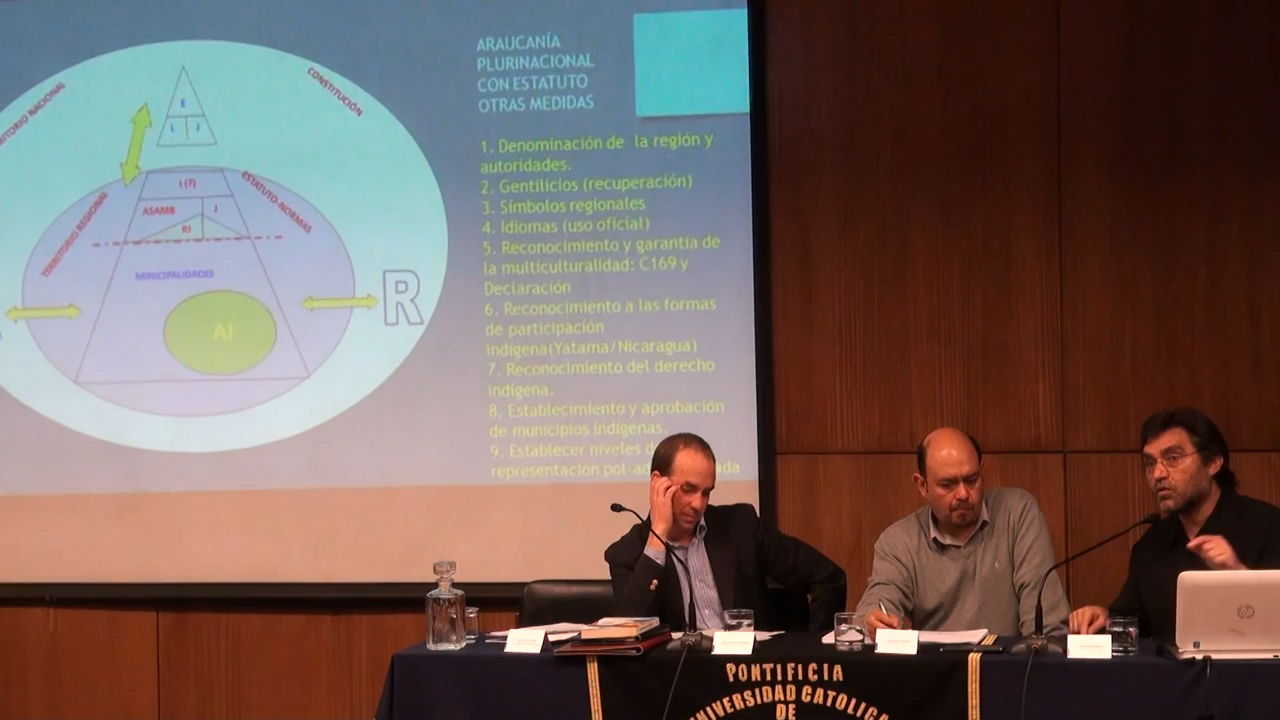 TERRITORIO NACIONAL
CONSTITUCIÓN
E
L J
TERRITORIO REGIONAL
ESTATUTO-NORMAS
I (?)
ASAMB J
RI
MINICIPALIDADES
AI
R
ARAUCANÍA
PLURINACIONAL
CON ESTATUTO
OTRAS MEDIDAS
1. Denominación de la región y
autoridades.
2. Gentilicios (recuperación)
3. Símbolos regionales
4. Idiomas (uso oficial)
5. Reconocimiento y garantía de
la multiculturalidad: C169 y
Declaración
6. Reconocimiento a las formas
de participación
indígena(Yatama/Nicaragua)
7. Reconocimiento del derecho
indígena.
8. Establecimiento y aprobación
de municipios indígenas.
9. Establecer niveles
representación
hp
PONTIFICIA
UNIVERSIDAD CATOLICA
DE